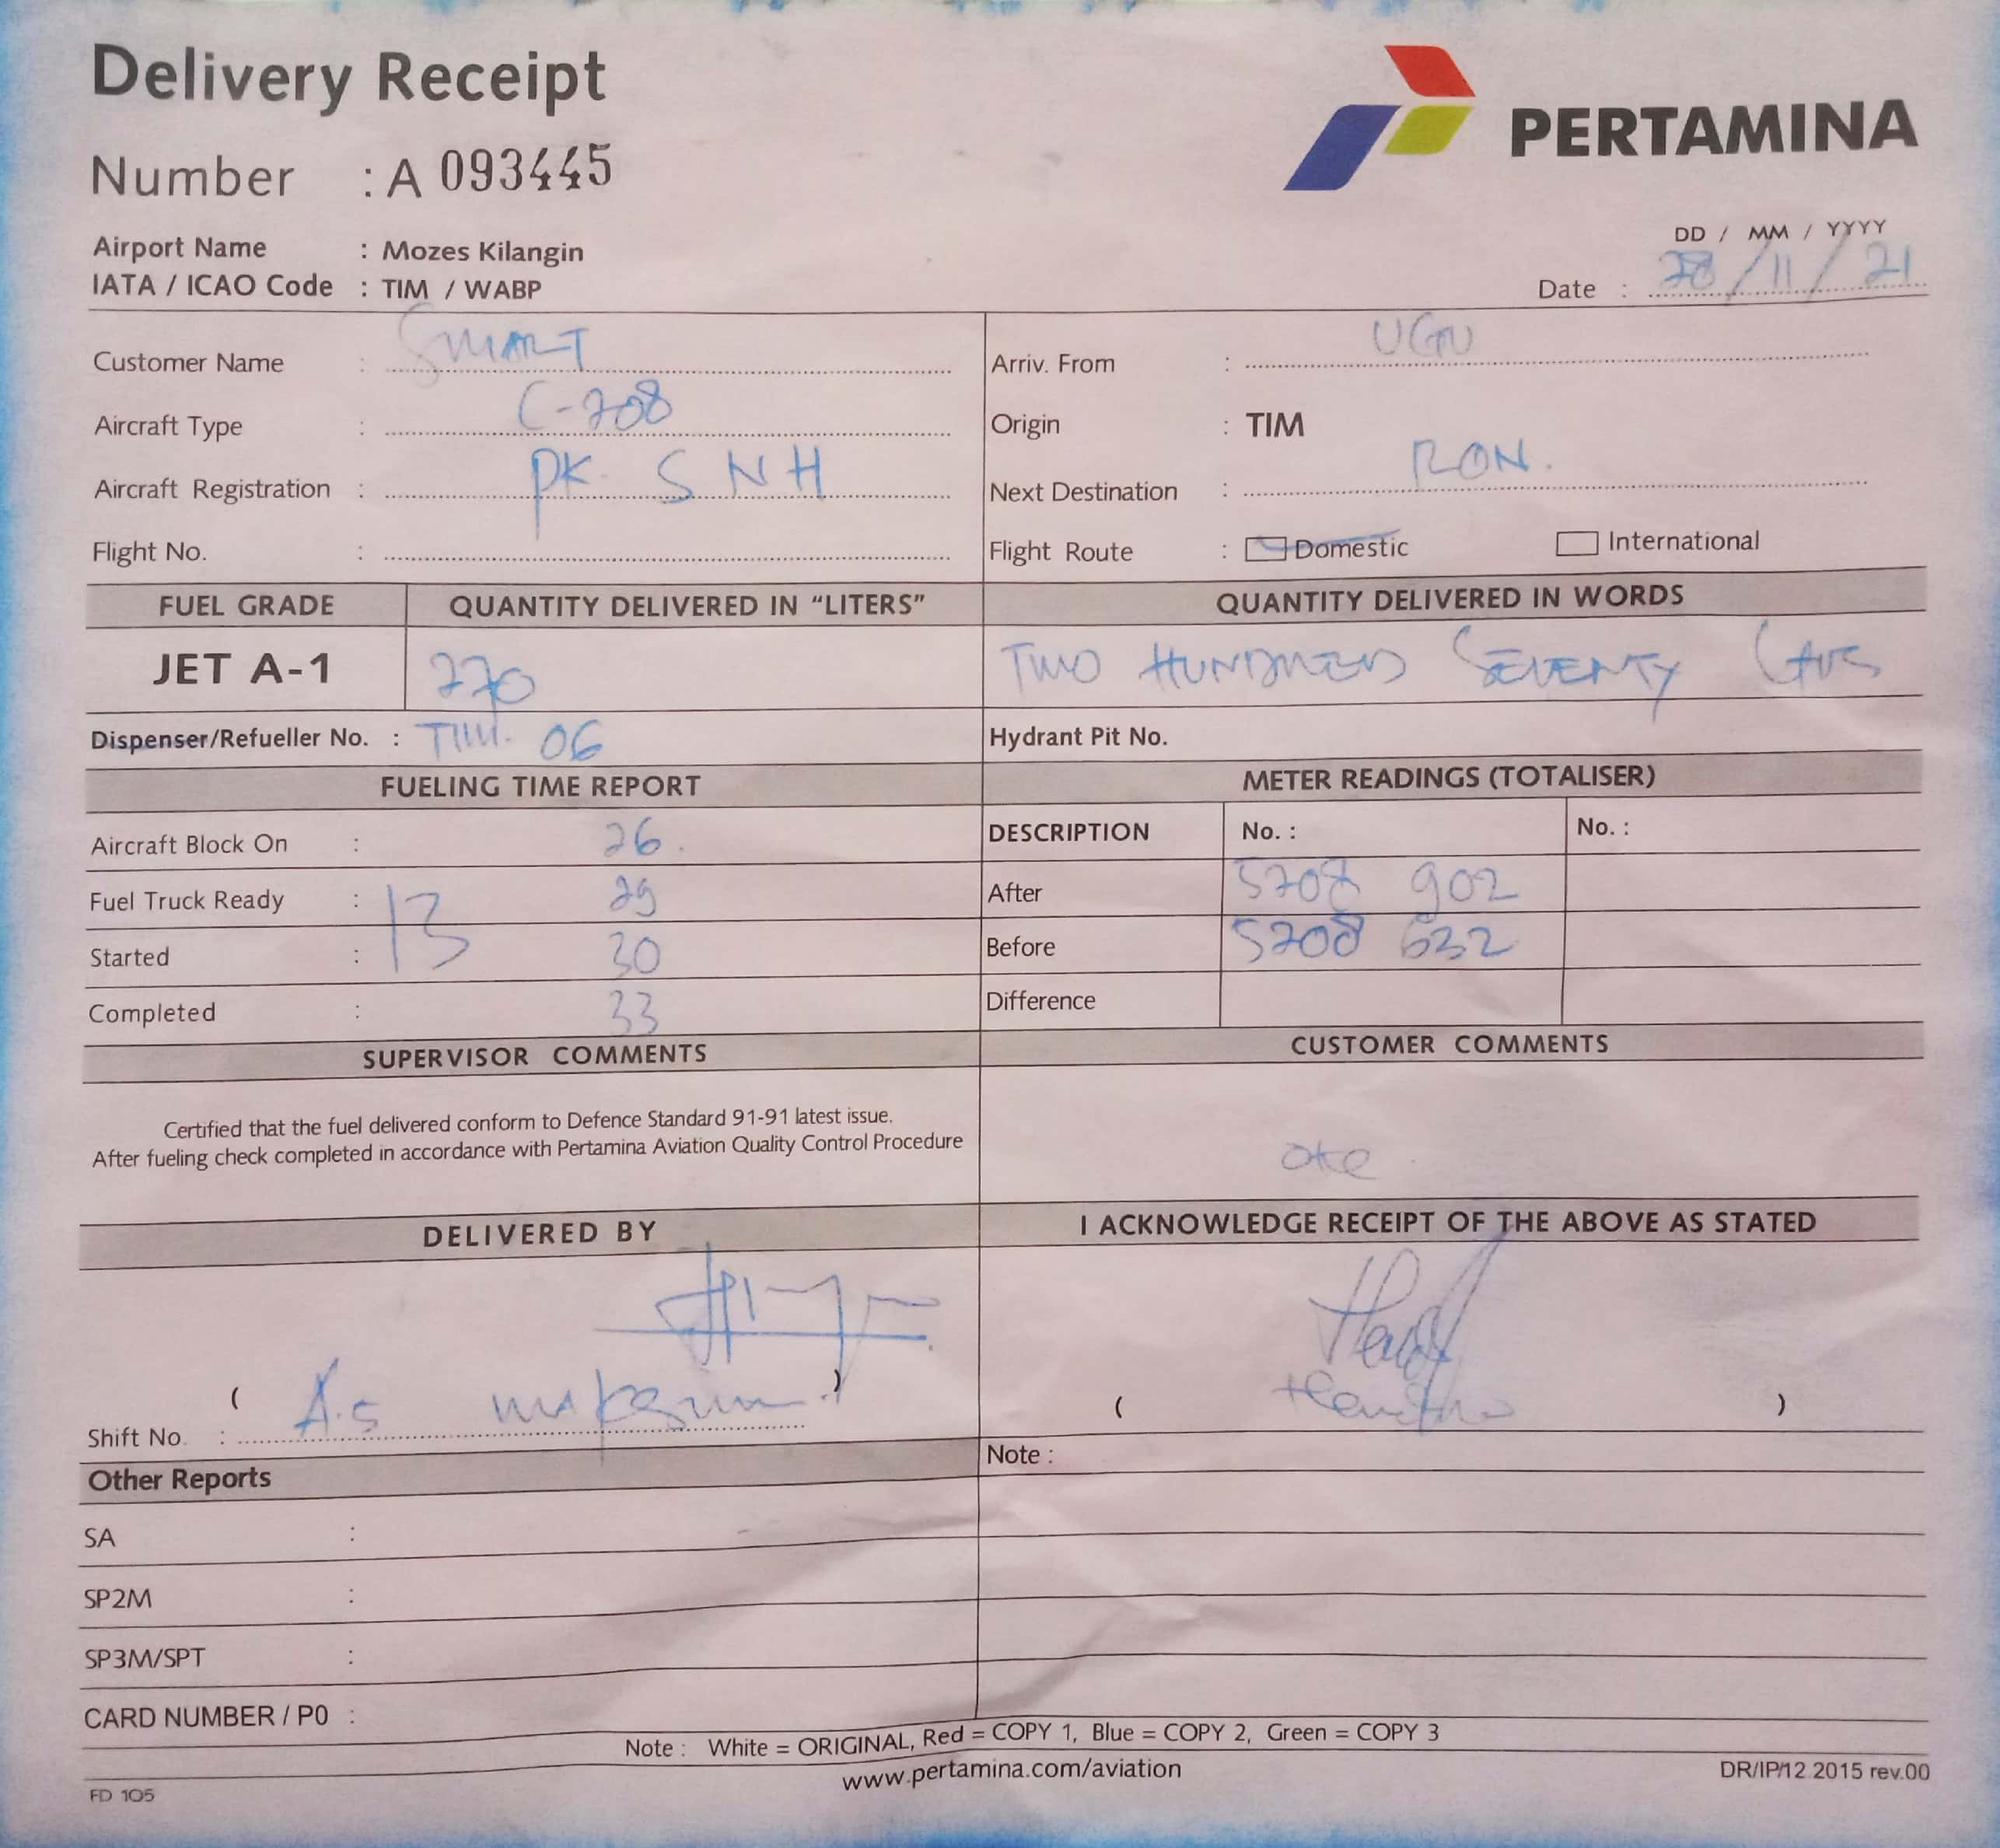 Delivery Receipt
PERTAMINA
Number : A 093445
Airport Name : Mozes Kilangin
IATA / ICAO Code : TIM / WABP
DD / MM / YYYY
Date : 28/11/21
Customer Name : SMART
Arriv. From : UGU
Aircraft Type : C-208
Origin : TIM
Aircraft Registration : PK. SNH
Next Destination : RON.
Flight No. :
Flight Route : Domestic International
FUEL GRADE QUANTITY DELIVERED IN “LITERS” QUANTITY DELIVERED IN WORDS
JET A-1 270 TWO HUNDRED SEVENTY
Dispenser/Refueller No. : TIM. 06 Hydrant Pit No.
FUELING TIME REPORT METER READINGS (TOTALISER)
Aircraft Block On : 26.
DESCRIPTION No. : No. :
Fuel Truck Ready : 13 29
After 5708 902
Started : 30
Before 5708 632
Completed : 33
Difference
SUPERVISOR COMMENTS CUSTOMER COMMENTS
Certified that the fuel delivered conform to Defence Standard 91-91 latest issue.
After fueling check completed in accordance with Pertamina Aviation Quality Control Procedure
oke
DELIVERED BY I ACKNOWLEDGE RECEIPT OF THE ABOVE AS STATED
( A.S maksum. ) ( )
Shift No. :
Note :
Other Reports
SA :
SP2M :
SP3M/SPT :
CARD NUMBER / P0 :
Note : White = ORIGINAL, Red = COPY 1, Blue = COPY 2, Green = COPY 3
www.pertamina.com/aviation
DR/IP/12 2015 rev.00
FD 105